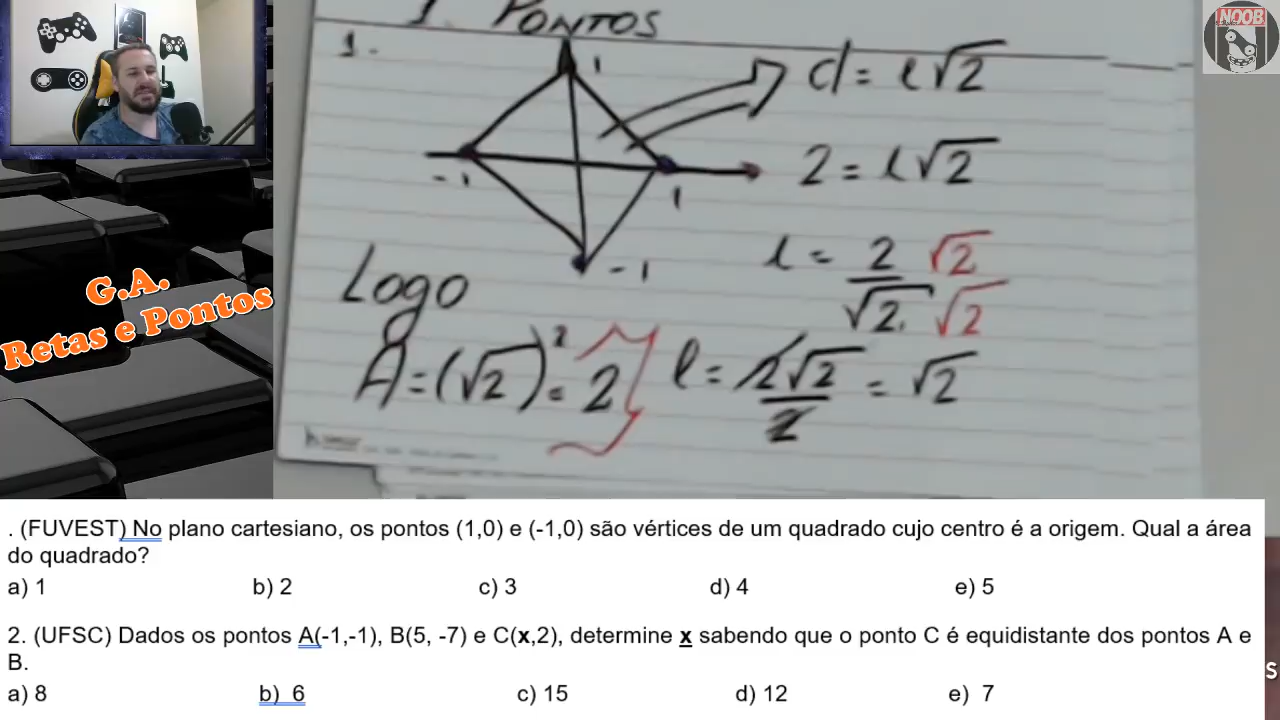 NOOB
1. PONTOS
1.
1
-1
1
-1
d = l√2
2 = l√2
l = 2/√2 √2/√2
Logo
A = (√2)² = 2
l = 2√2/2 = √2
G.A.
Retas e Pontos
. (FUVEST) No plano cartesiano, os pontos (1,0) e (-1,0) são vértices de um quadrado cujo centro é a origem. Qual a área
do quadrado?
a) 1 b) 2 c) 3 d) 4 e) 5
2. (UFSC) Dados os pontos A(-1,-1), B(5, -7) e C(x,2), determine x sabendo que o ponto C é equidistante dos pontos A e
B.
a) 8 b) 6 c) 15 d) 12 e) 7
s